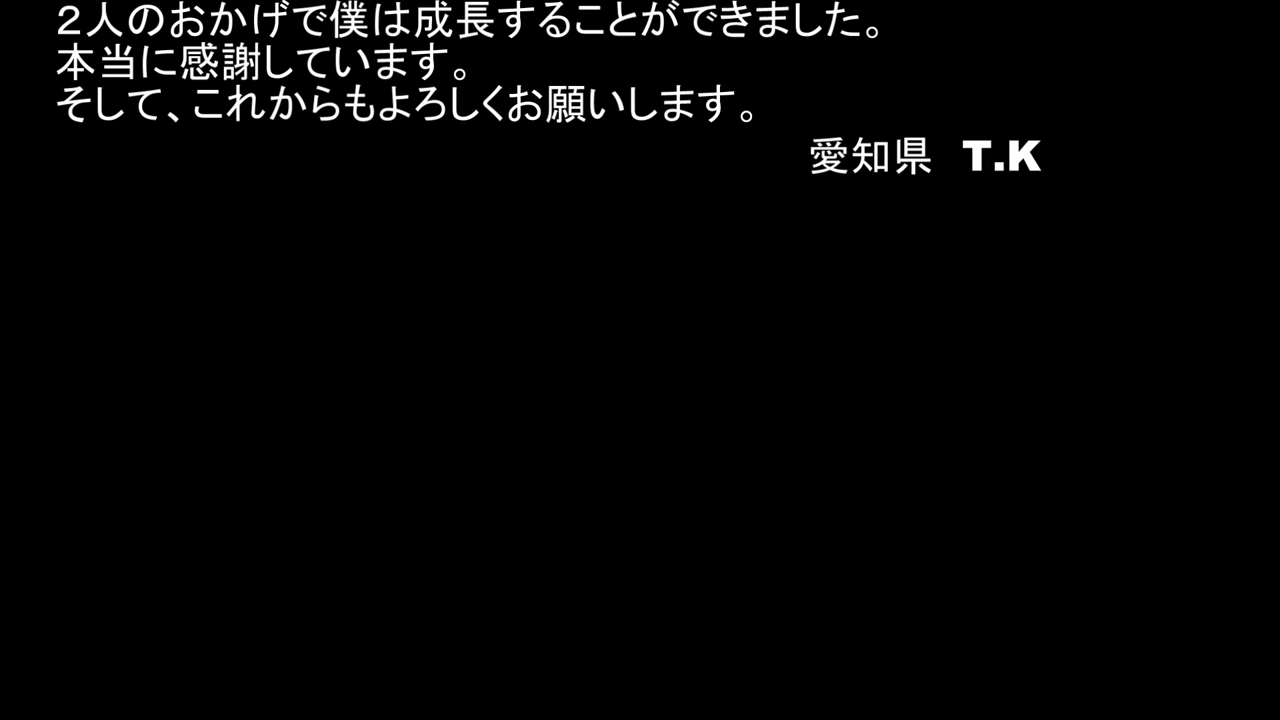 ２人のおかげで僕は成長することができました。
本当に感謝しています。
そして、これからもよろしくお願いします。
愛知県　T.K